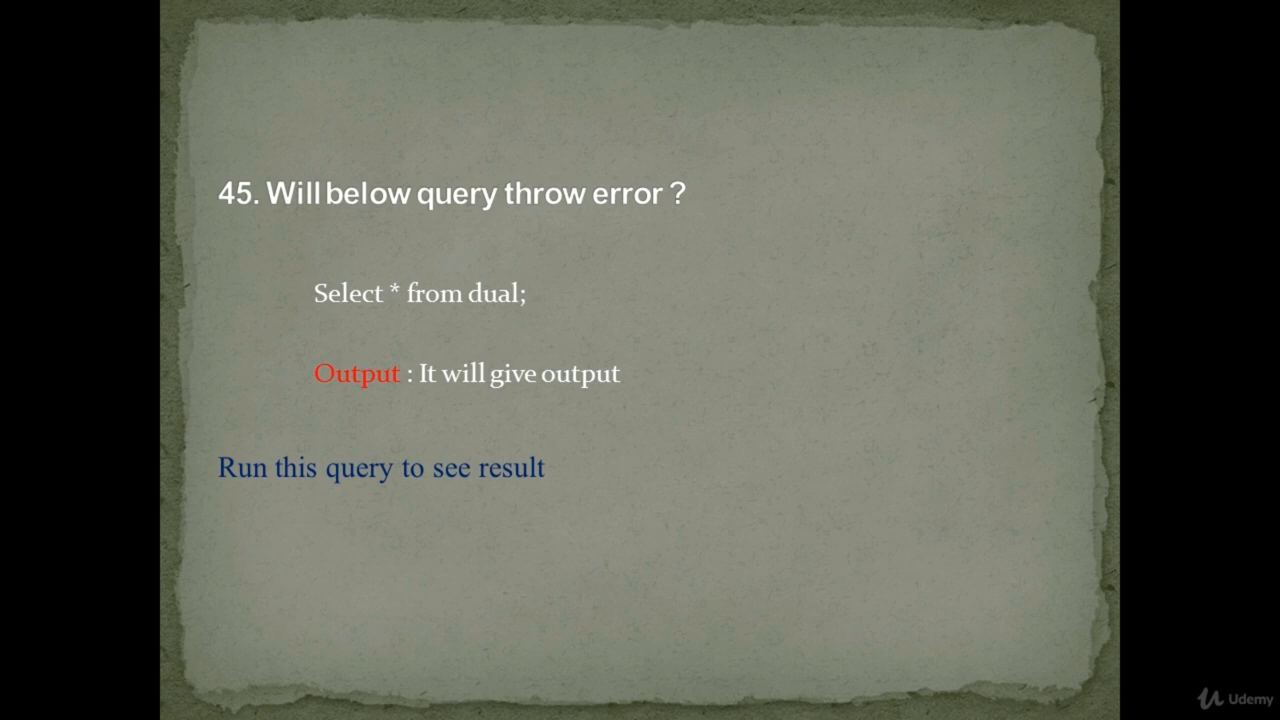 45. Will below query throw error ?
Select * from dual;
Output : It will give output
Run this query to see result
Udemy